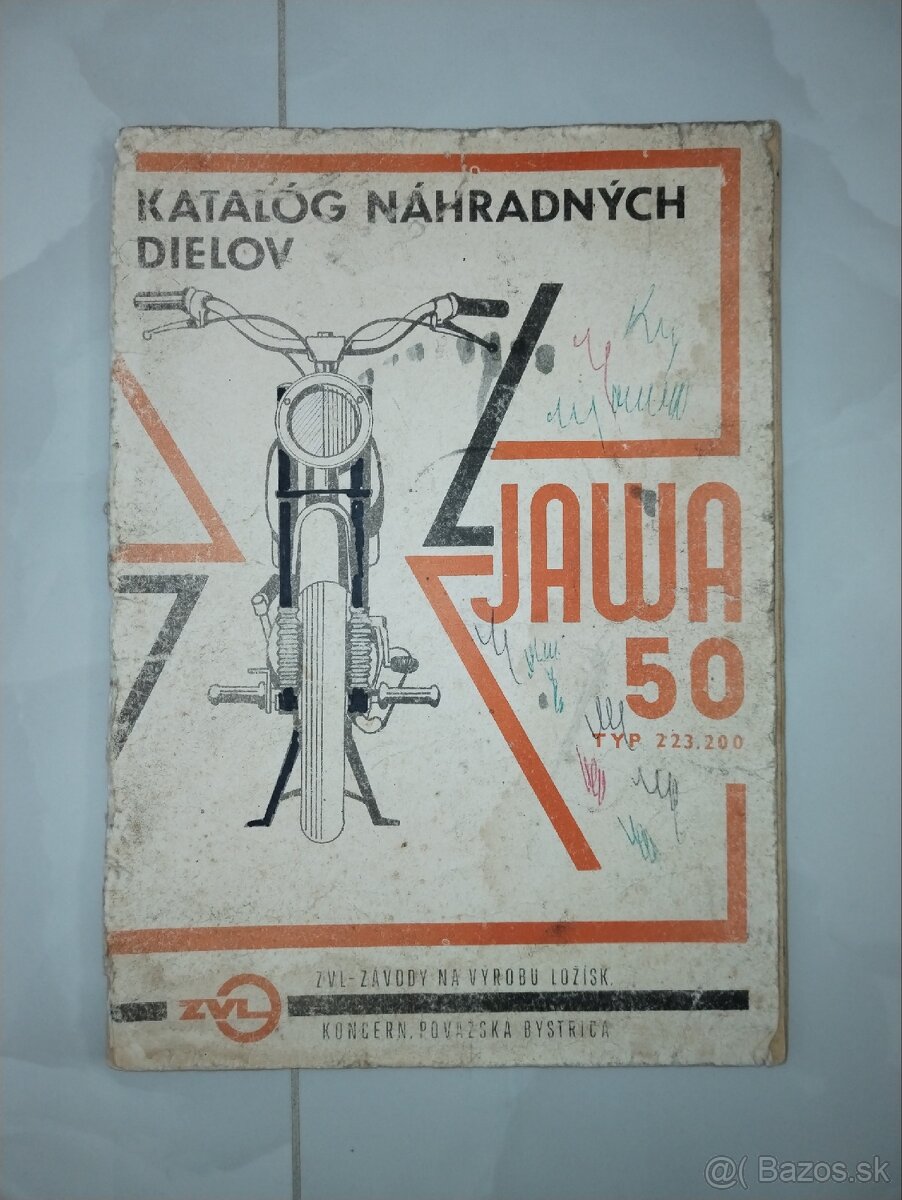 KATALÓG NÁHRADNÝCH
DIELOV
JAWA
50
TYP 223.200
ZVL-ZÁVODY NA VÝROBU LOŽÍSK.
ZVL
KONCERN, POVAŽSKÁ BYSTRICA
@( Bazos.sk